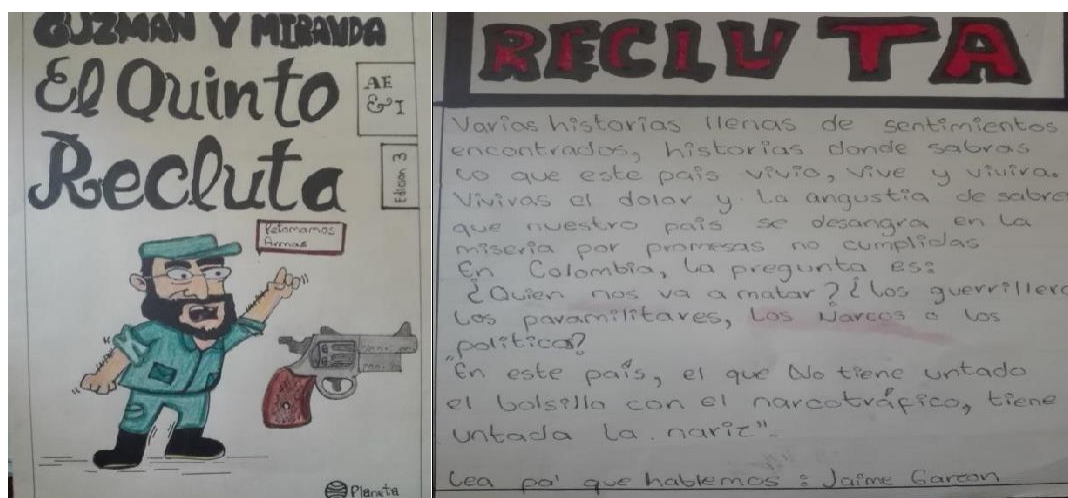 GUZMAN Y MIRANDA
El Quinto
Recluta
AE
& I
Edicion 3
Retomamos
Armas
Planeta
RECLUTA
Varias historias llenas de sentimientos
encontrados, historias donde sabras
lo que este país vivio, vive y vivira.
Vivivas el dolor y la angustia de sabre
que nuestro país se desangra en la
miseria por promesas no cumplidas
En Colombia, la pregunta es:
¿Quien nos va a matar? ¿los guerrillero
los paramilitares, los Narcos o los
politico?
"En este país, el que No tiene untado
el bolsillo con el narcotráfico, tiene
untada la nariz".
Lea po' que hablemos: Jaime Garzon